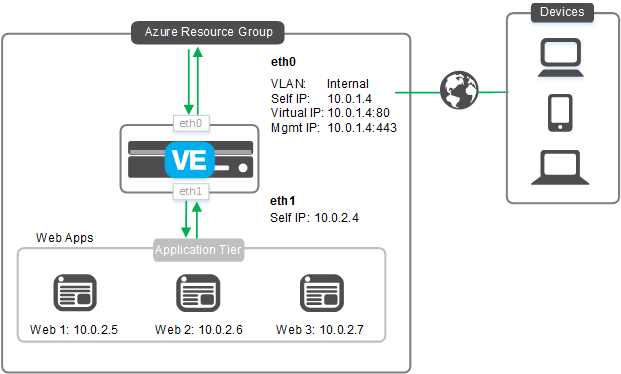 Azure Resource Group
Devices
eth0
VLAN: Internal
Self IP: 10.0.1.4
Virtual IP: 10.0.1.4:80
Mgmt IP: 10.0.1.4:443
eth0
VE
eth1
eth1
Self IP: 10.0.2.4
Web Apps
Application Tier
Web 1: 10.0.2.5
Web 2: 10.0.2.6
Web 3: 10.0.2.7